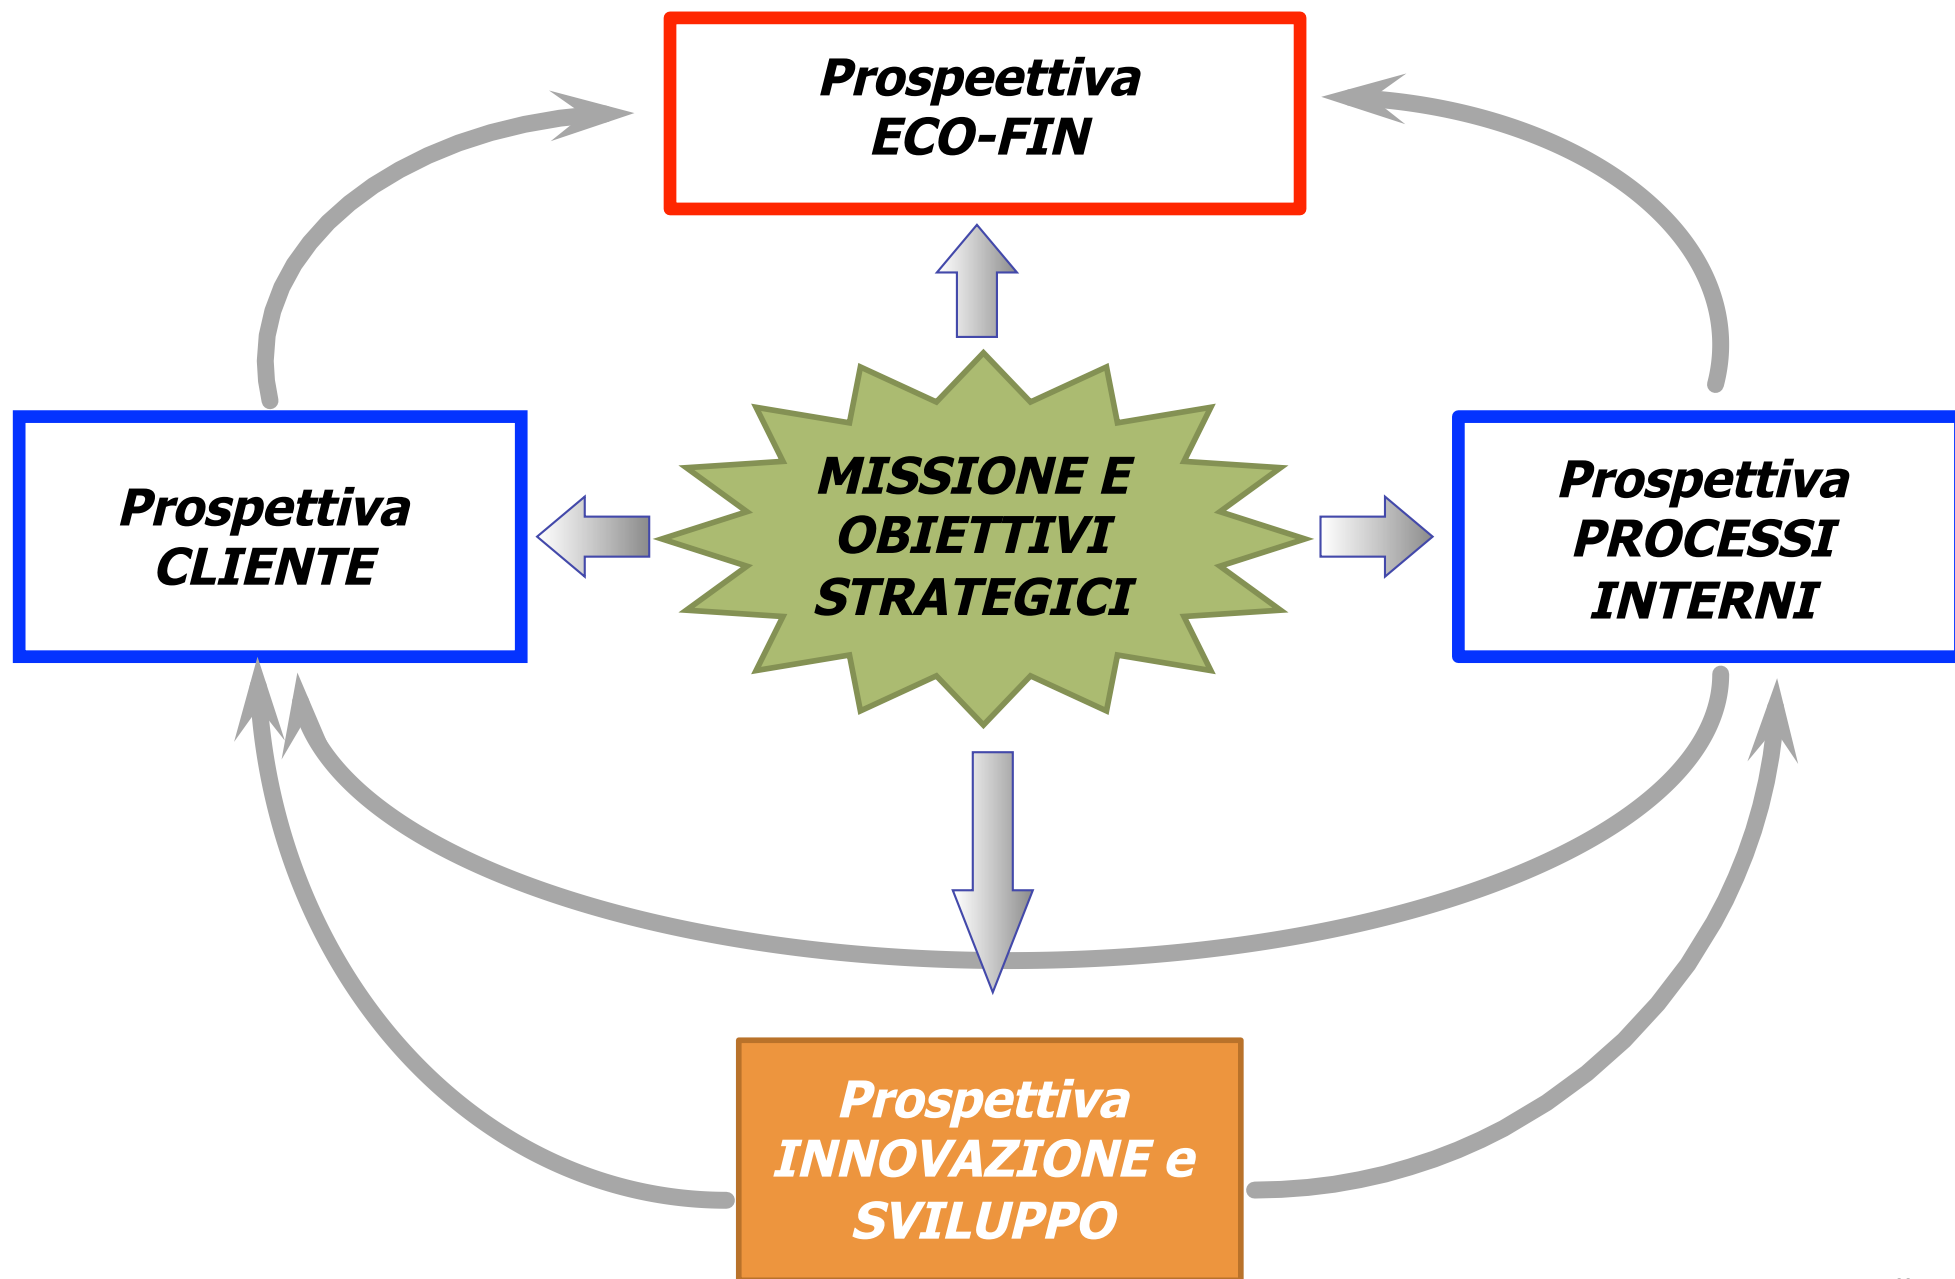 Prospeettiva
ECO-FIN
Prospettiva
CLIENTE
MISSIONE E
OBIETTIVI
STRATEGICI
Prospettiva
PROCESSI
INTERNI
Prospettiva
INNOVAZIONE e
SVILUPPO